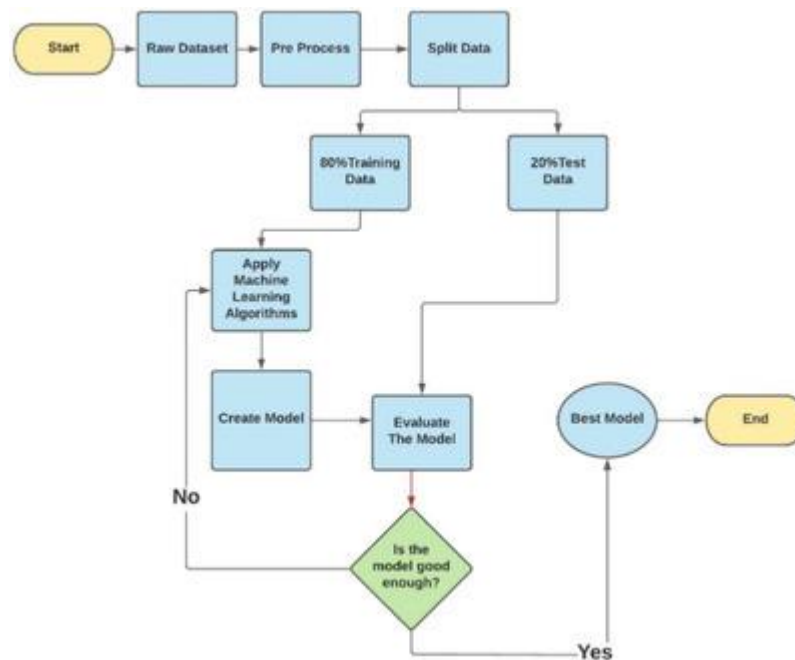 Start
Raw Dataset
Pre Process
Split Data
80%Training
Data
20%Test
Data
Apply
Machine
Learning
Algorithms
Create Model
Evaluate
The Model
Best Model
End
No
Is the
model good
enough?
Yes